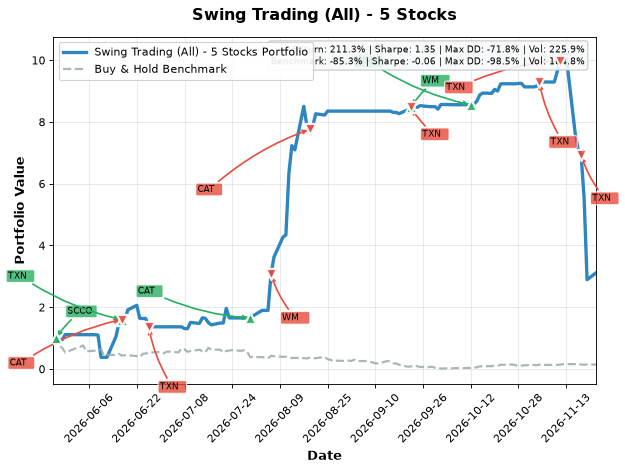 Swing Trading (All) - 5 Stocks
Swing Trading (All) - 5 Stocks Portfolio
Buy & Hold Benchmark
211.3% | Sharpe: 1.35 | Max DD: -71.8% | Vol: 225.9%
-85.3% | Sharpe: -0.06 | Max DD: -98.5% | Vol:
WM
TXN
TXN
CAT
TXN
TXN
TXN
CAT
SCCO
WM
CAT
TXN
Portfolio Value
10
8
6
4
2
0
2026-06-06
2026-06-22
2026-07-08
2026-07-24
2026-08-09
2026-08-25
2026-09-10
2026-09-26
2026-10-12
2026-10-28
2026-11-13
Date